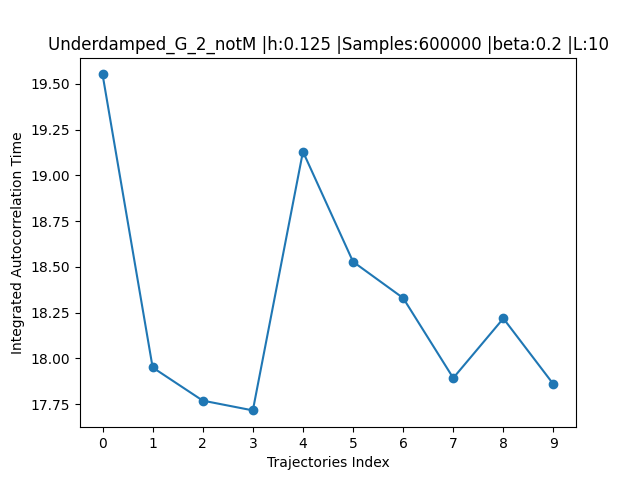 Underdamped_G_2_notM |h:0.125 |Samples:600000 |beta:0.2 |L:10
19.50
19.25
19.00
18.75
18.50
18.25
18.00
17.75
Integrated Autocorrelation Time
0 1 2 3 4 5 6 7 8 9
Trajectories Index